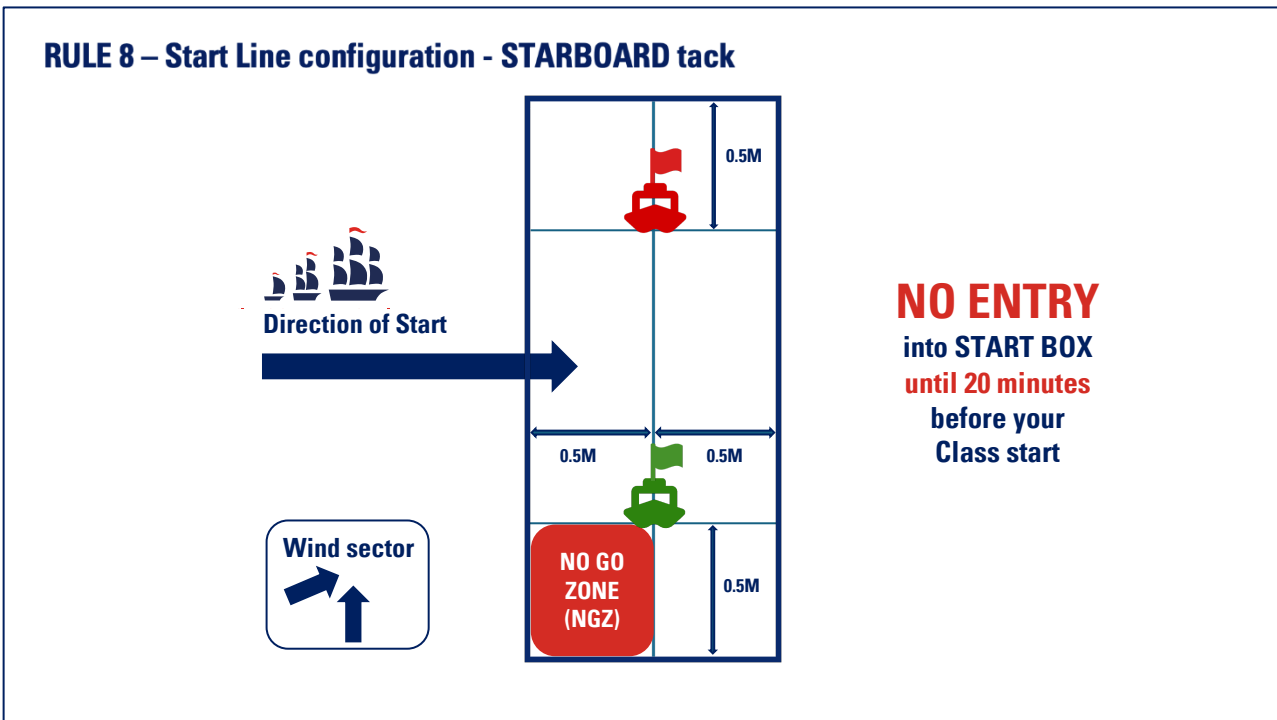 RULE 8 – Start Line configuration - STARBOARD tack
0.5M
Direction of Start
NO ENTRY
into START BOX
until 20 minutes
before your
Class start
0.5M
0.5M
Wind sector
NO GO
ZONE
(NGZ)
0.5M